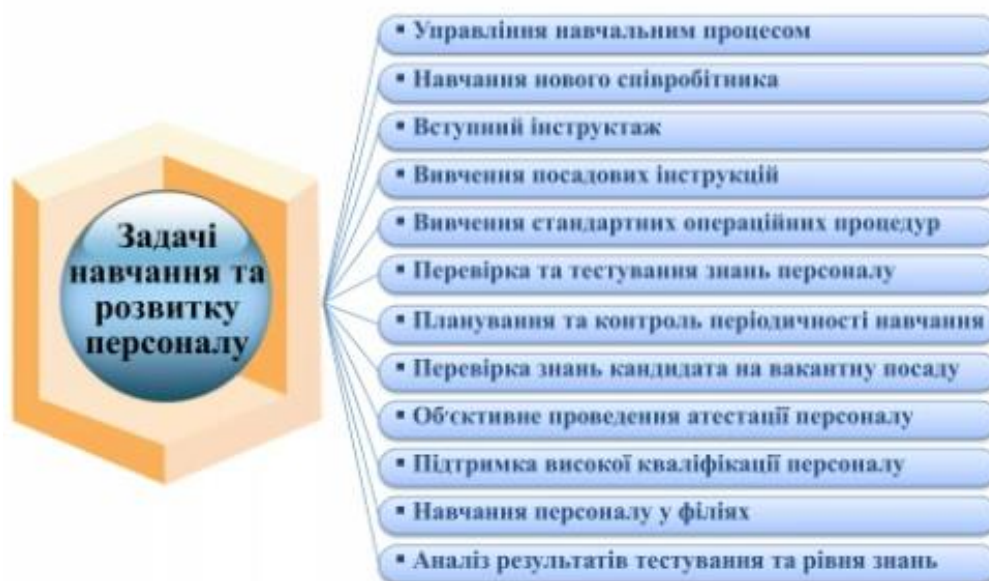 Задачі
навчання та
розвитку
персоналу
▪ Управління навчальним процесом
▪ Навчання нового співробітника
▪ Вступний інструктаж
▪ Вивчення посадових інструкцій
▪ Вивчення стандартних операційних процедур
▪ Перевірка та тестування знань персоналу
▪ Планування та контроль періодичності навчання
▪ Перевірка знань кандидата на вакантну посаду
▪ Об'єктивне проведення атестації персоналу
▪ Підтримка високої кваліфікації персоналу
▪ Навчання персоналу у філіях
▪ Аналіз результатів тестування та рівня знань